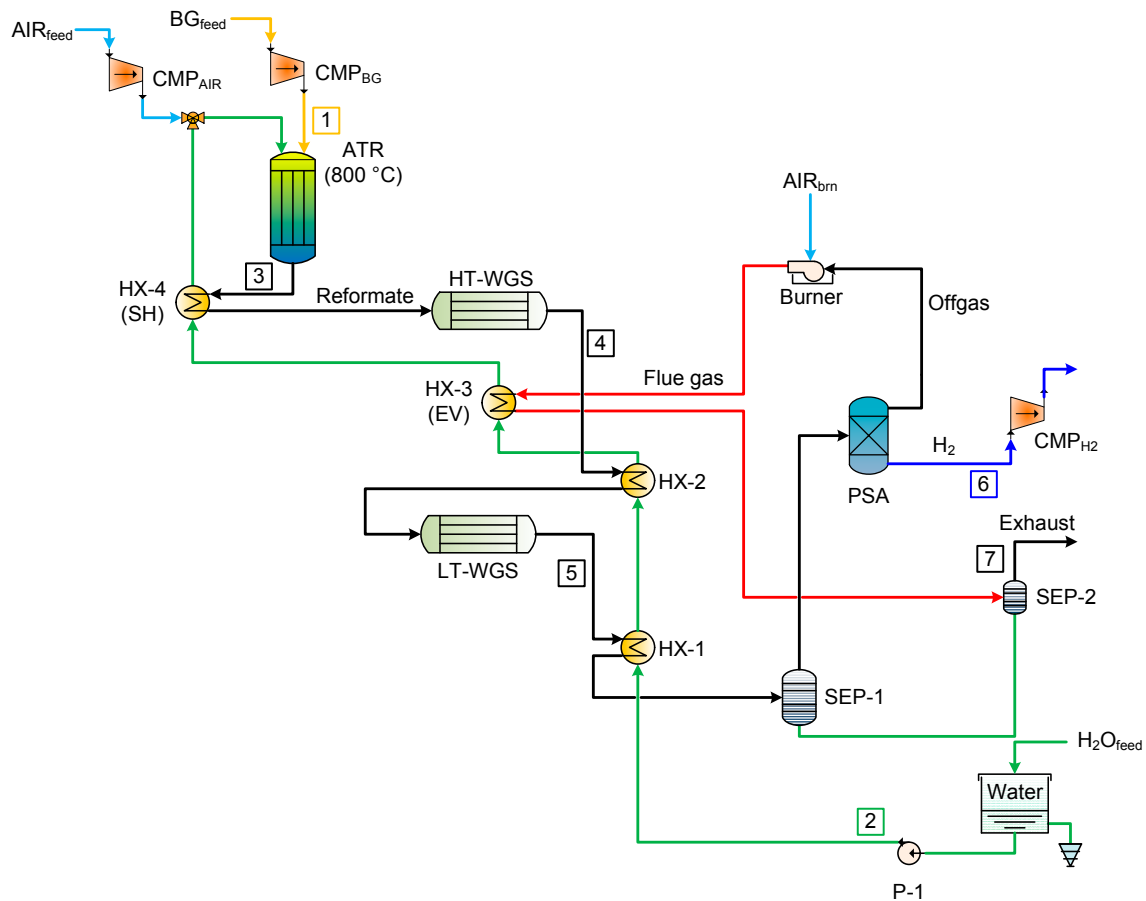 BGfeed
AIRfeed
CMPAIR
CMPBG
1
ATR
(800 °C)
AIRbrn
3
HX-4
(SH)
Reformate
HT-WGS
Burner
Offgas
4
HX-3
(EV)
Flue gas
H2
CMPH2
HX-2
6
PSA
Exhaust
7
LT-WGS
5
SEP-2
HX-1
SEP-1
H2Ofeed
Water
2
P-1